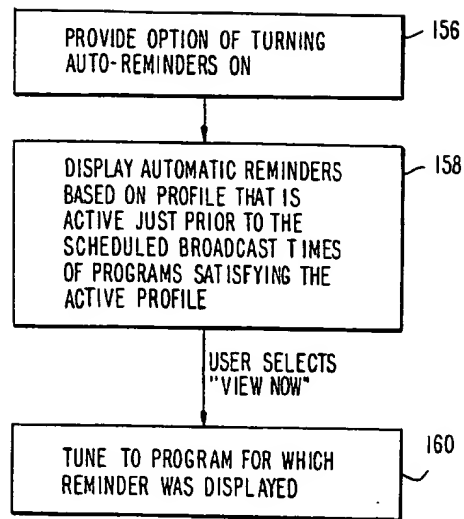 PROVIDE OPTION OF TURNING
AUTO-REMINDERS ON
156
DISPLAY AUTOMATIC REMINDERS
BASED ON PROFILE THAT IS
ACTIVE JUST PRIOR TO THE
SCHEDULED BROADCAST TIMES
OF PROGRAMS SATISFYING THE
ACTIVE PROFILE
158
USER SELECTS
"VIEW NOW"
TUNE TO PROGRAM FOR WHICH
REMINDER WAS DISPLAYED
160